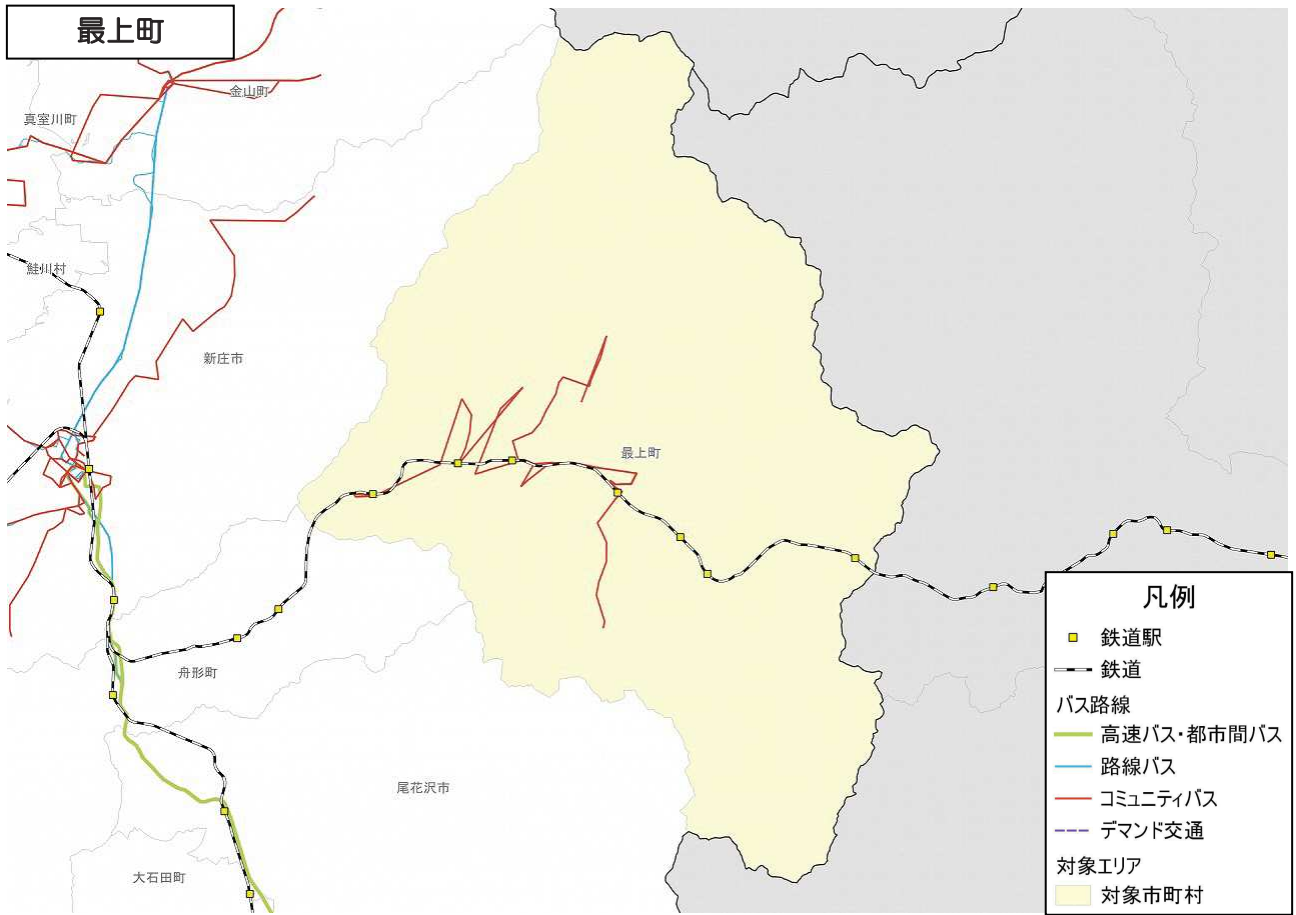 最上町
金山町
真室川町
鮭川村
新庄市
最上町
舟形町
尾花沢市
大石田町
凡例
鉄道駅
鉄道
バス路線
高速バス・都市間バス
路線バス
コミュニティバス
デマンド交通
対象エリア
対象市町村